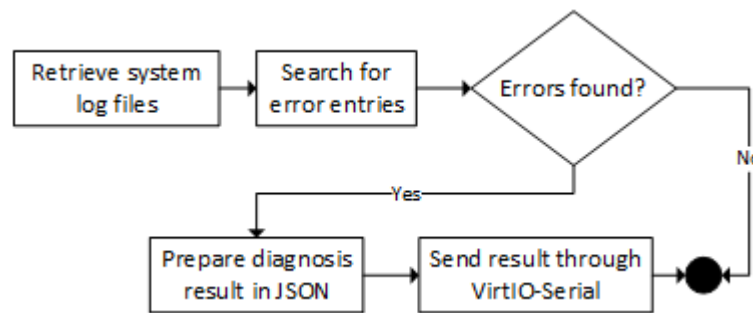 Retrieve system
log files
Search for
error entries
Errors found?
No
Yes
Prepare diagnosis
result in JSON
Send result through
VirtIO-Serial